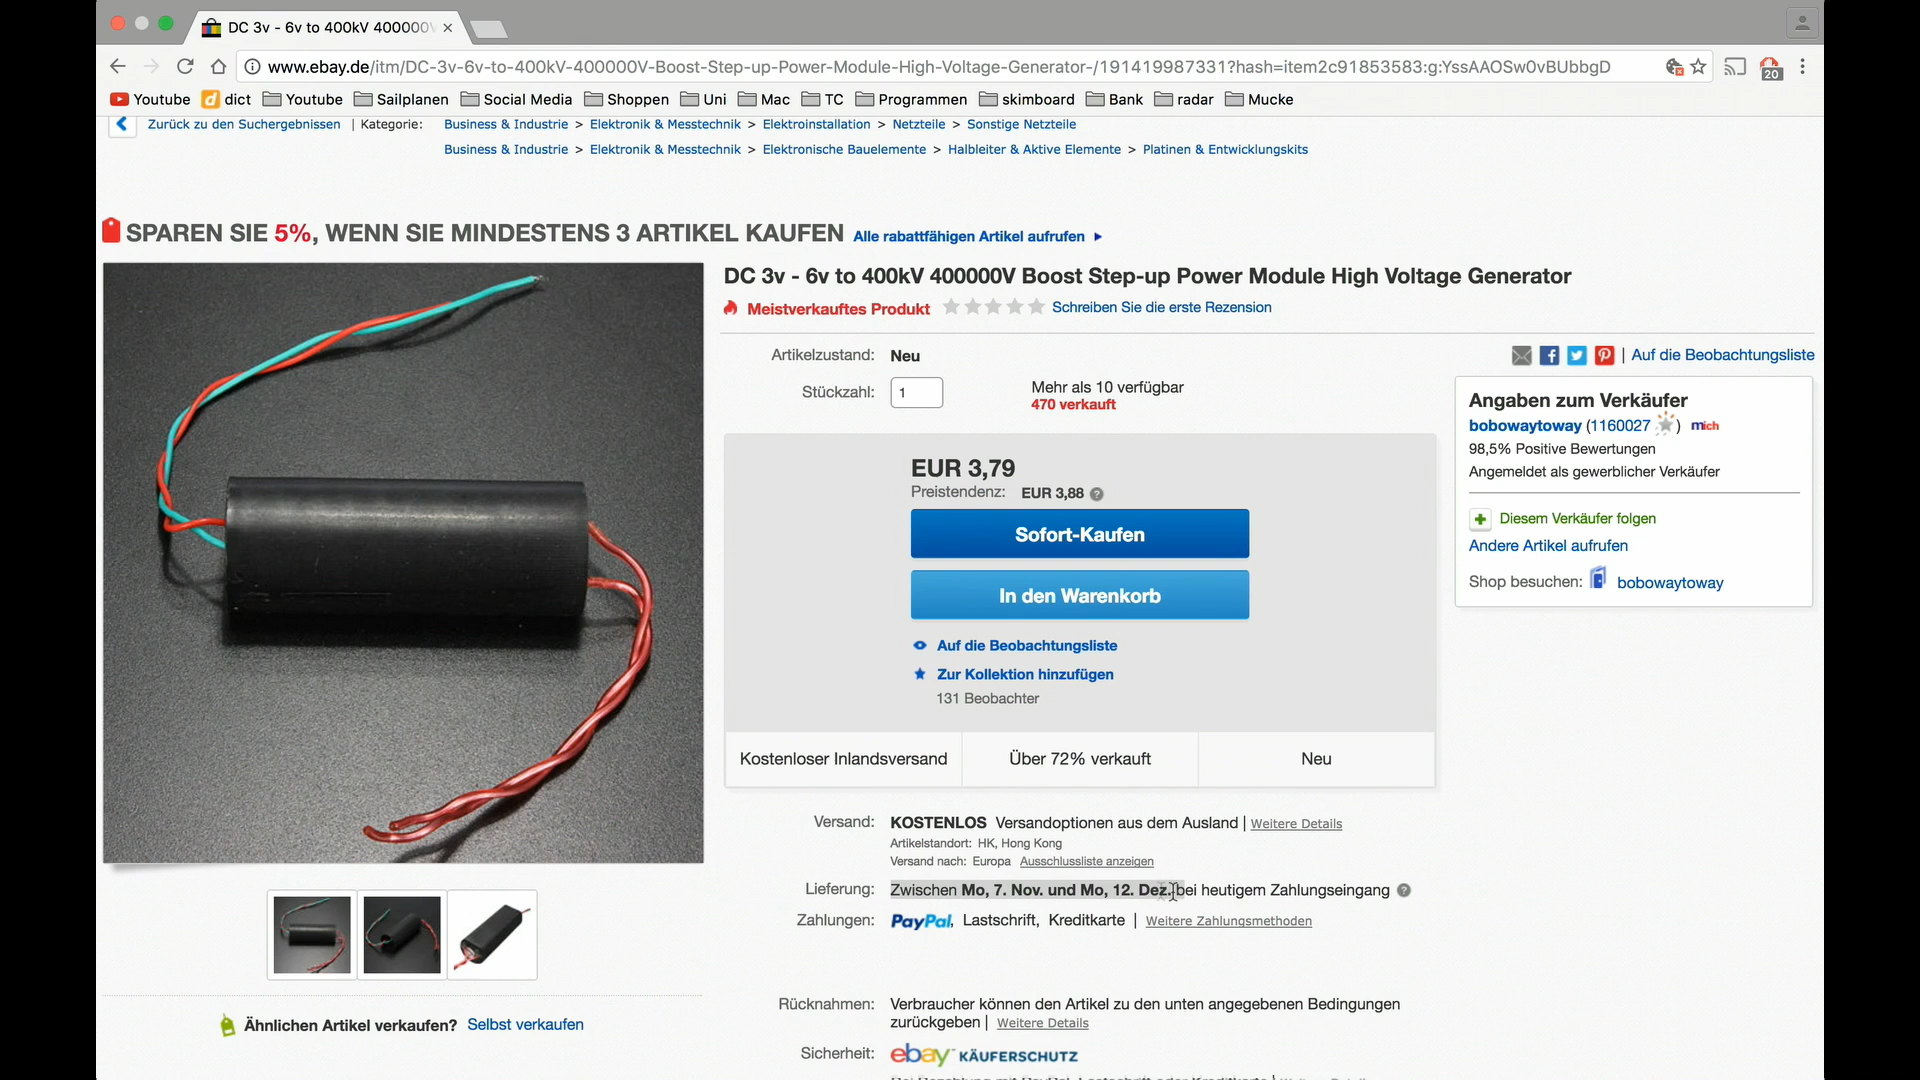 DC 3v - 6v to 400kV 400000V
www.ebay.de/itm/DC-3v-6v-to-400kV-400000V-Boost-Step-up-Power-Module-High-Voltage-Generator-/191419987331?hash=item2c91853583:g:YssAAOSw0vBUbbgD
20
Youtube dict Youtube Sailplanen Social Media Shoppen Uni Mac TC Programmen skimboard Bank radar Mucke
Zurück zu den Suchergebnissen | Kategorie: Business & Industrie > Elektronik & Messtechnik > Elektroinstallation > Netzteile > Sonstige Netzteile
Business & Industrie > Elektronik & Messtechnik > Elektronische Bauelemente > Halbleiter & Aktive Elemente > Platinen & Entwicklungskits
SPAREN SIE 5%, WENN SIE MINDESTENS 3 ARTIKEL KAUFEN Alle rabattfähigen Artikel aufrufen
DC 3v - 6v to 400kV 400000V Boost Step-up Power Module High Voltage Generator
Meistverkauftes Produkt Schreiben Sie die erste Rezension
Artikelzustand: Neu
| Auf die Beobachtungsliste
Stückzahl: 1 Mehr als 10 verfügbar
470 verkauft
Angaben zum Verkäufer
bobowaytoway (1160027 ) mich
98,5% Positive Bewertungen
Angemeldet als gewerblicher Verkäufer
Diesem Verkäufer folgen
Andere Artikel aufrufen
Shop besuchen: bobowaytoway
EUR 3,79
Preistendenz: EUR 3,88 ?
Sofort-Kaufen
In den Warenkorb
Auf die Beobachtungsliste
Zur Kollektion hinzufügen
131 Beobachter
Kostenloser Inlandsversand Über 72% verkauft Neu
Versand: KOSTENLOS Versandoptionen aus dem Ausland | Weitere Details
Artikelstandort: HK, Hong Kong
Versand nach: Europa Ausschlussliste anzeigen
Lieferung: Zwischen Mo, 7. Nov. und Mo, 12. Dez. bei heutigem Zahlungseingang ?
Zahlungen: PayPal, Lastschrift, Kreditkarte | Weitere Zahlungsmethoden
Rücknahmen: Verbraucher können den Artikel zu den unten angegebenen Bedingungen
zurückgeben | Weitere Details
Ähnlichen Artikel verkaufen? Selbst verkaufen
Sicherheit: ebay KÄUFERSCHUTZ